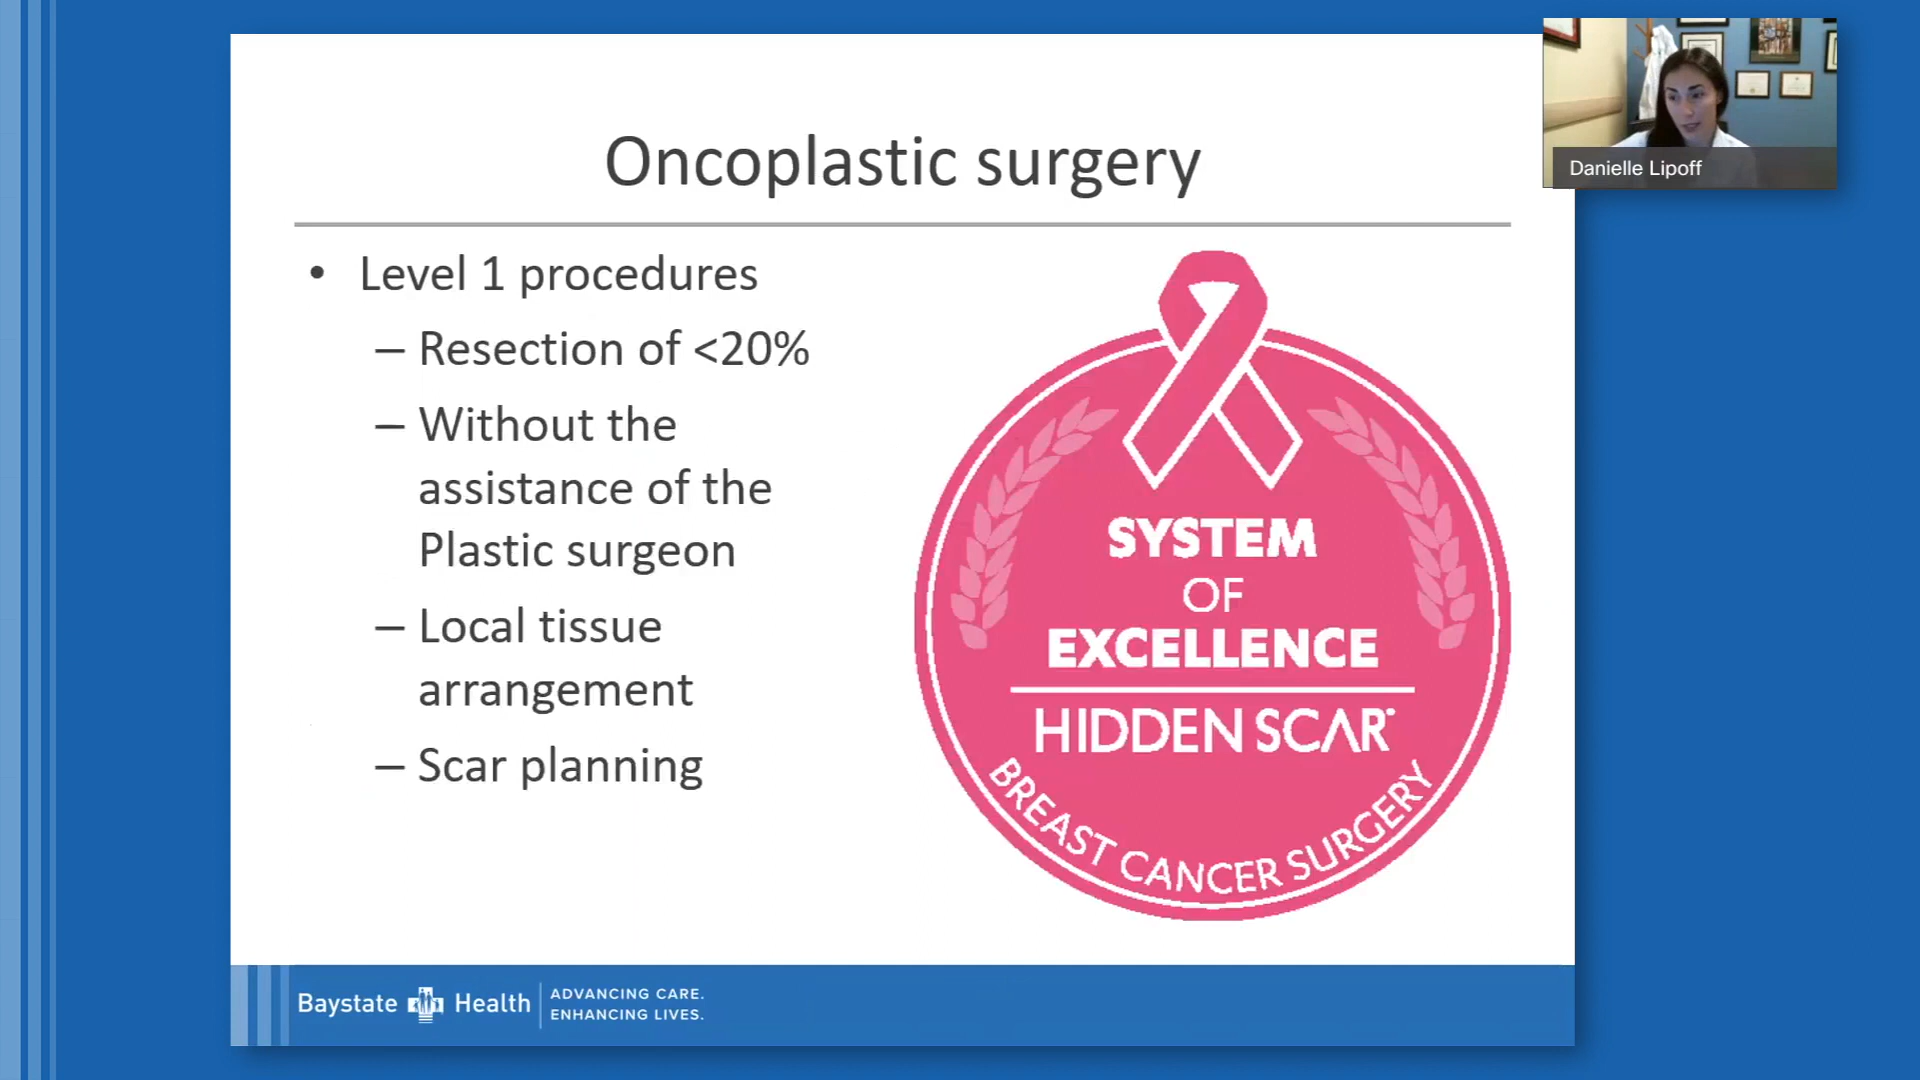 Oncoplastic surgery
• Level 1 procedures
– Resection of <20%
– Without the
assistance of the
Plastic surgeon
– Local tissue
arrangement
– Scar planning
SYSTEM
OF
EXCELLENCE
HIDDEN SCAR
BREAST CANCER SURGERY
Danielle Lipoff
Baystate Health
ADVANCING CARE.
ENHANCING LIVES.